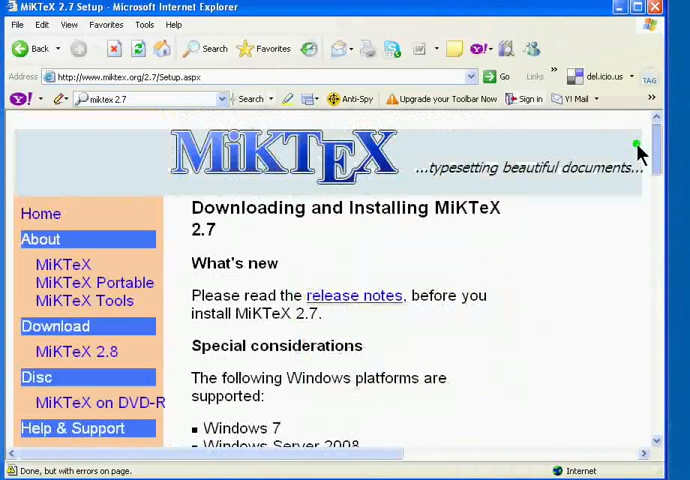 MiKTeX 2.7 Setup - Microsoft Internet Explorer
File Edit View Favorites Tools Help
Back Search Favorites
Address http://www.miktex.org/2.7/Setup.aspx Go Links del.icio.us TAG
Y! miktex 2.7 Search Anti-Spy Upgrade your Toolbar Now Sign in Y! Mail
MiKTeX ...typesetting beautiful documents...
Home
About
MiKTeX
MiKTeX Portable
MiKTeX Tools
Download
MiKTeX 2.8
Disc
MiKTeX on DVD-R
Help & Support
Downloading and Installing MiKTeX
2.7
What's new
Please read the release notes, before you
install MiKTeX 2.7.
Special considerations
The following Windows platforms are
supported:
Windows 7
Windows Server 2008
Done, but with errors on page. Internet